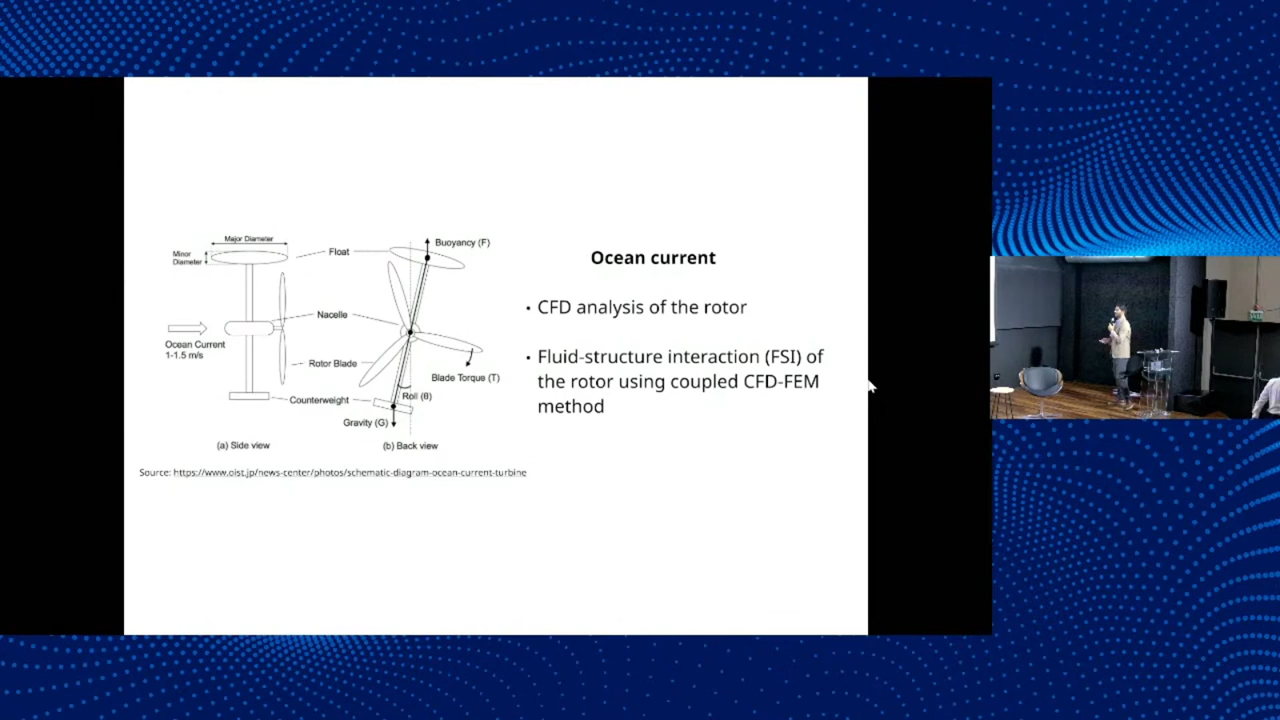 Major Diameter
Minor
Diameter
Float
Buoyancy (F)
Nacelle
Ocean Current
1-1.5 m/s
Rotor Blade
Blade Torque (T)
Counterweight
Roll (θ)
Gravity (G)
(a) Side view
(b) Back view
Source: https://www.oist.jp/news-center/photos/schematic-diagram-ocean-current-turbine
Ocean current
• CFD analysis of the rotor
• Fluid-structure interaction (FSI) of
the rotor using coupled CFD-FEM
method